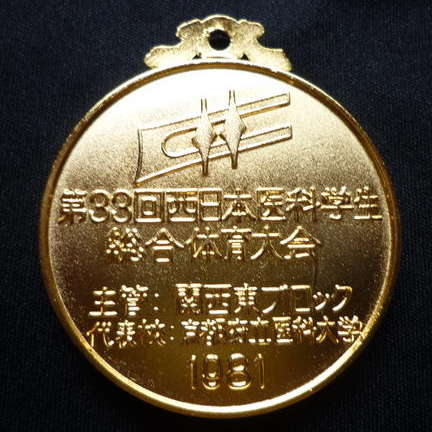 第33回西日本医科学生
総合体育大会
主管：関西東ブロック
代表校：京都府立医科大学
1981